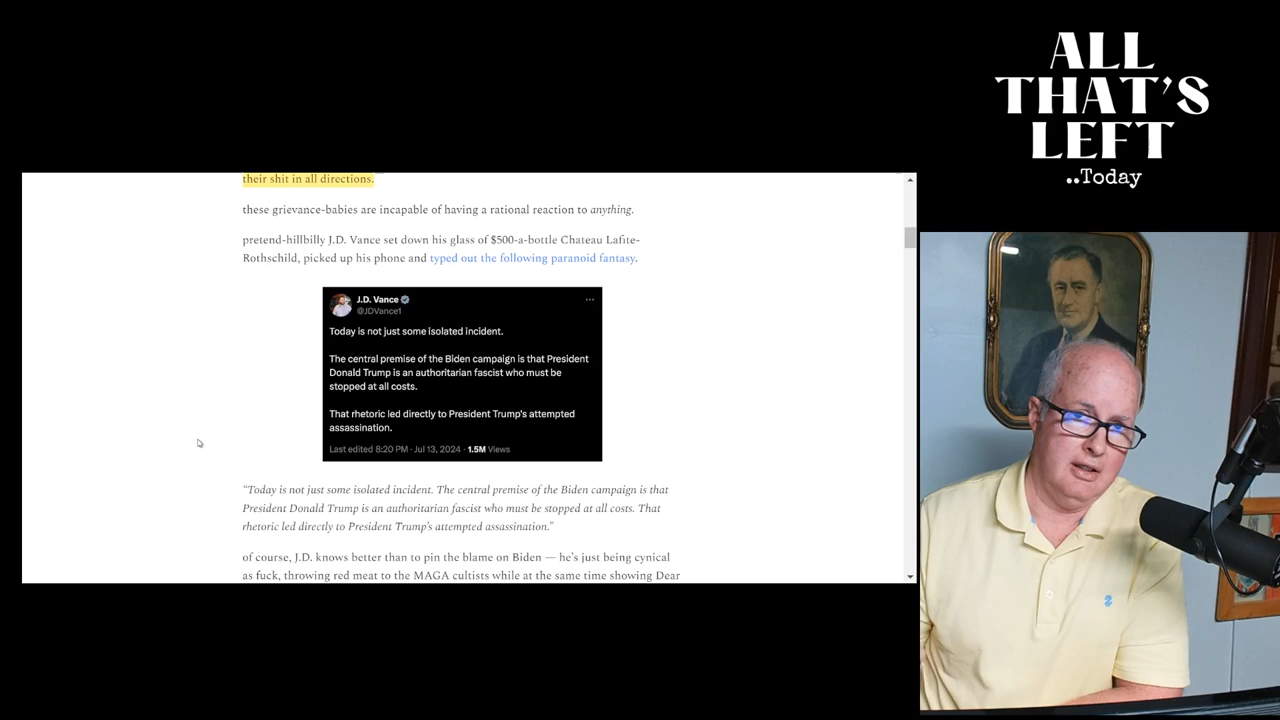 ALL
THAT'S
LEFT
..Today
their shit in all directions.
these grievance-babies are incapable of having a rational reaction to anything.
pretend-hillbilly J.D. Vance set down his glass of $500-a-bottle Chateau Lafite-
Rothschild, picked up his phone and typed out the following paranoid fantasy.
J.D. Vance
@JDVance1
Today is not just some isolated incident.
The central premise of the Biden campaign is that President
Donald Trump is an authoritarian fascist who must be
stopped at all costs.
That rhetoric led directly to President Trump's attempted
assassination.
Last edited 8:20 PM · Jul 13, 2024 · 1.5M Views
“Today is not just some isolated incident. The central premise of the Biden campaign is that
President Donald Trump is an authoritarian fascist who must be stopped at all costs. That
rhetoric led directly to President Trump’s attempted assassination.”
of course, J.D. knows better than to pin the blame on Biden — he’s just being cynical
as fuck, throwing red meat to the MAGA cultists while at the same time showing Dear